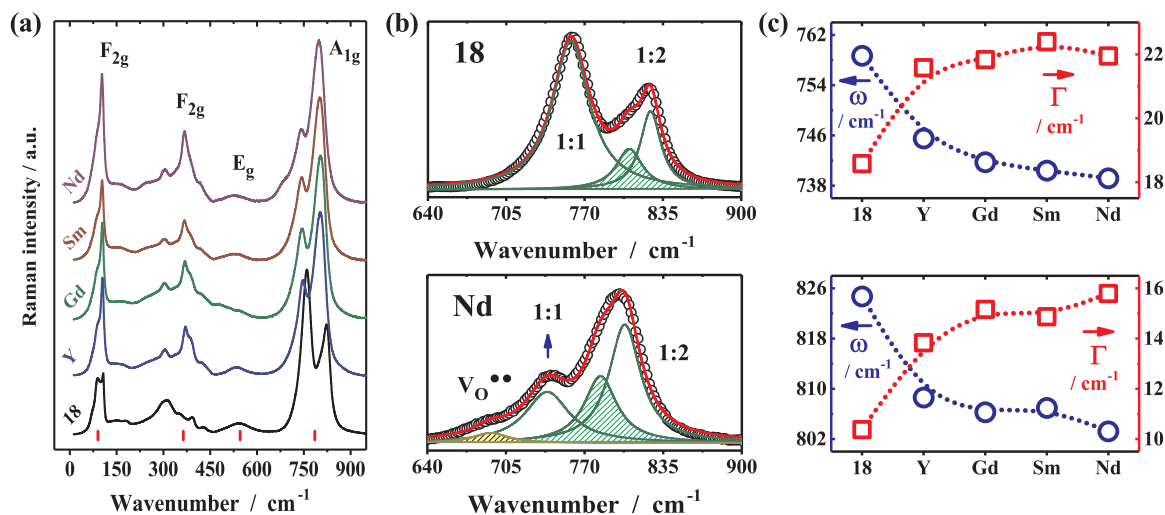 (a)
F2g
F2g
Eg
A1g
Nd
Sm
Gd
Y
18
Raman intensity / a.u.
0 150 300 450 600 750 900
Wavenumber / cm-1
(b)
18
1:1
1:2
640 705 770 835 900
Wavenumber / cm-1
Nd
1:1
1:2
VO••
640 705 770 835 900
Wavenumber / cm-1
(c)
762
754
746
738
ω
/ cm-1
Γ
/ cm-1
22
20
18
18 Y Gd Sm Nd
826
818
810
802
ω
/ cm-1
Γ
/ cm-1
16
14
12
10
18 Y Gd Sm Nd